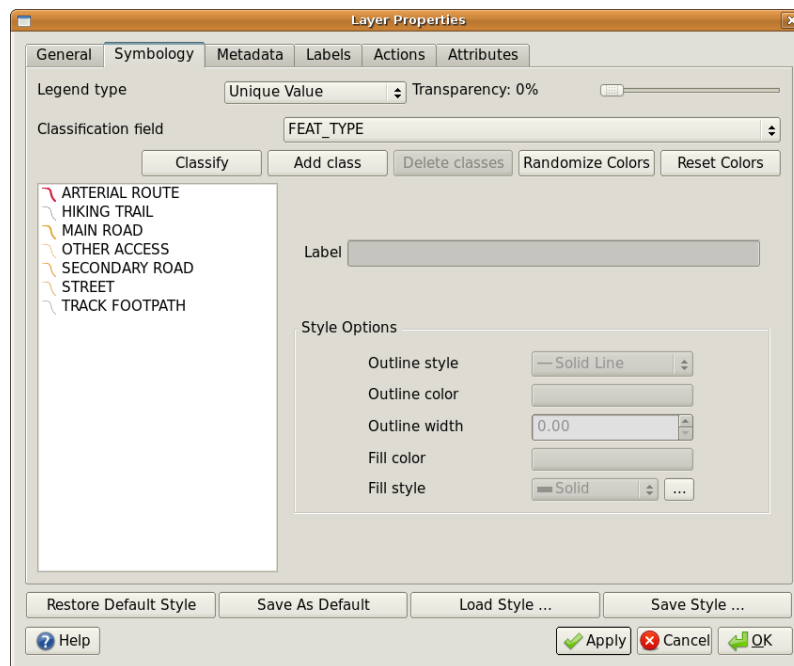 Layer Properties
General Symbology Metadata Labels Actions Attributes
Legend type Unique Value Transparency: 0%
Classification field FEAT_TYPE
Classify Add class Delete classes Randomize Colors Reset Colors
ARTERIAL ROUTE
HIKING TRAIL
MAIN ROAD
OTHER ACCESS
SECONDARY ROAD
STREET
TRACK FOOTPATH
Label
Style Options
Outline style Solid Line
Outline color
Outline width 0.00
Fill color
Fill style Solid ...
Restore Default Style Save As Default Load Style ... Save Style ...
Help Apply Cancel OK